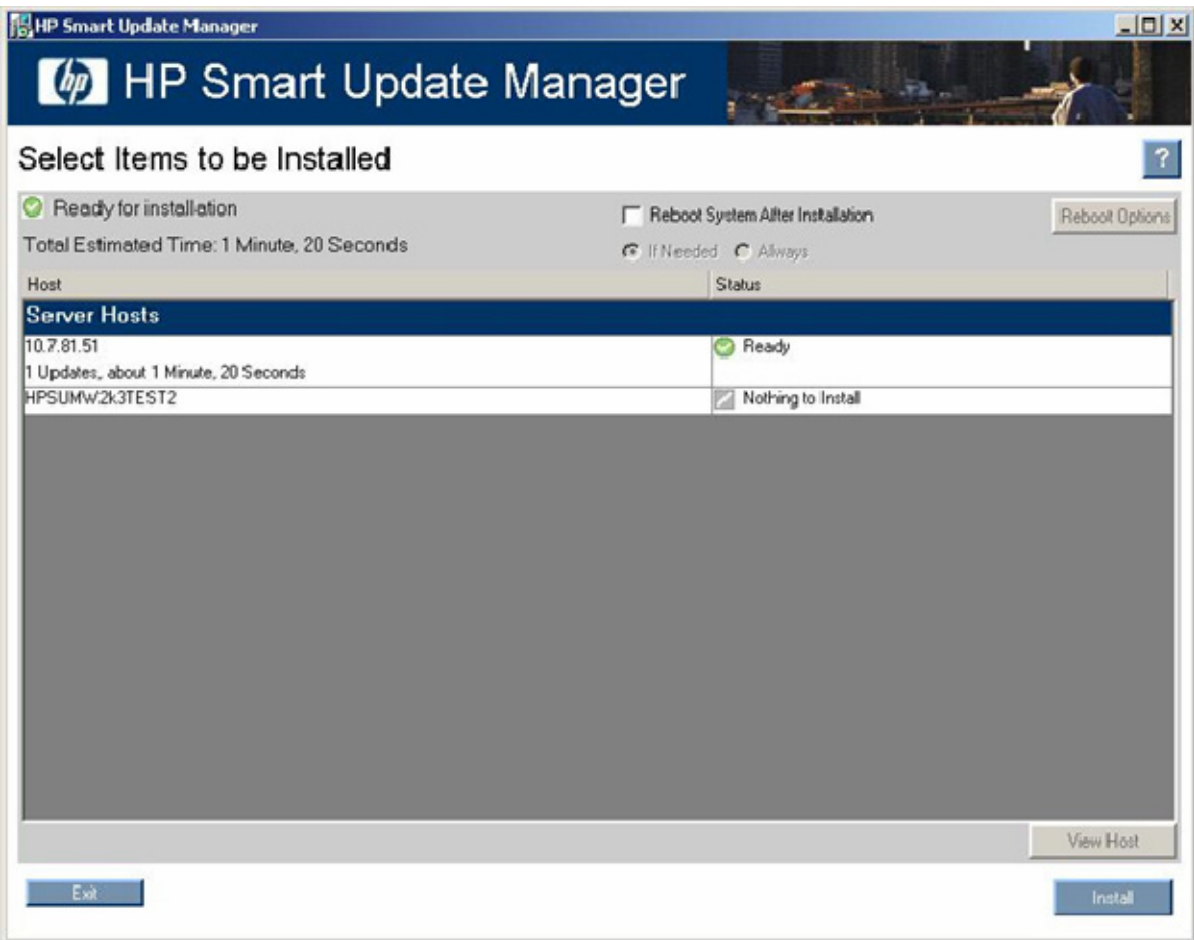 HP Smart Update Manager
hp HP Smart Update Manager
Select Items to be Installed
?
Ready for installation
Reboot System After Installation
Reboot Options
Total Estimated Time: 1 Minute, 20 Seconds
If Needed Always
Host Status
Server Hosts
10.7.81.51 Ready
1 Updates, about 1 Minute, 20 Seconds
HPSUMW2k3TEST2 Nothing to Install
View Host
Exit Install